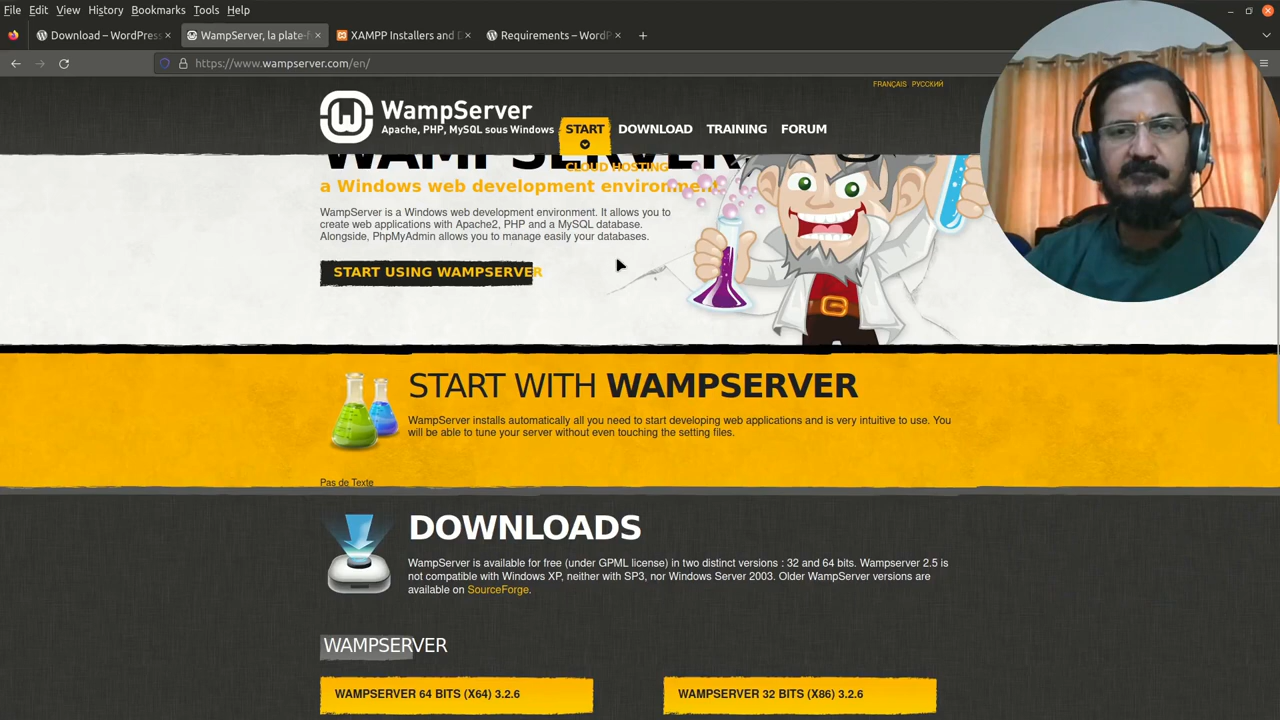 File Edit View History Bookmarks Tools Help
Download – WordPress
WampServer, la plate-f
XAMPP Installers and D
Requirements – WordP
https://www.wampserver.com/en/
FRANÇAIS РУССКИЙ
WampServer
Apache, PHP, MySQL sous Windows
START DOWNLOAD TRAINING FORUM
CLOUD HOSTING
WAMPSERVER
a Windows web development environment.
WampServer is a Windows web development environment. It allows you to
create web applications with Apache2, PHP and a MySQL database.
Alongside, PhpMyAdmin allows you to manage easily your databases.
START USING WAMPSERVER
START WITH WAMPSERVER
WampServer installs automatically all you need to start developing web applications and is very intuitive to use. You
will be able to tune your server without even touching the setting files.
Pas de Texte
DOWNLOADS
WampServer is available for free (under GPML license) in two distinct versions : 32 and 64 bits. Wampserver 2.5 is
not compatible with Windows XP, neither with SP3, nor Windows Server 2003. Older WampServer versions are
available on SourceForge.
WAMPSERVER
WAMPSERVER 64 BITS (X64) 3.2.6
WAMPSERVER 32 BITS (X86) 3.2.6